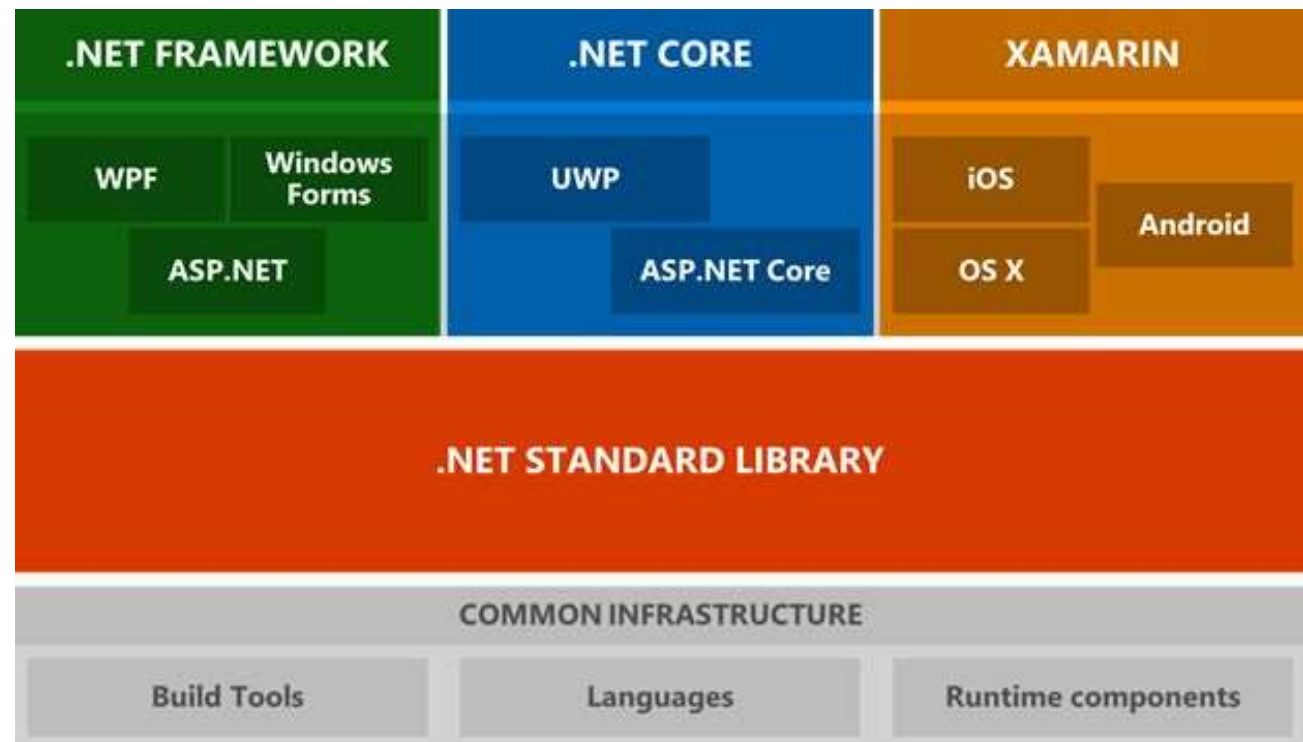 .NET FRAMEWORK
WPF
Windows
Forms
ASP.NET
.NET CORE
UWP
ASP.NET Core
XAMARIN
iOS
Android
OS X
.NET STANDARD LIBRARY
COMMON INFRASTRUCTURE
Build Tools
Languages
Runtime components